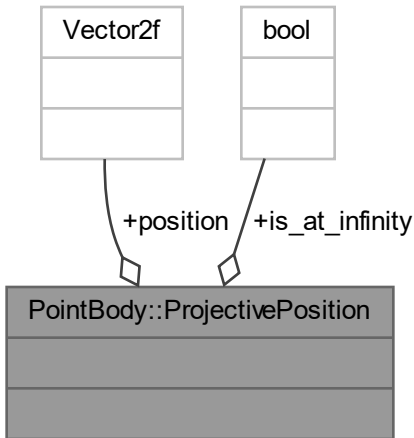 Vector2f
bool
+position
+is_at_infinity
PointBody::ProjectivePosition